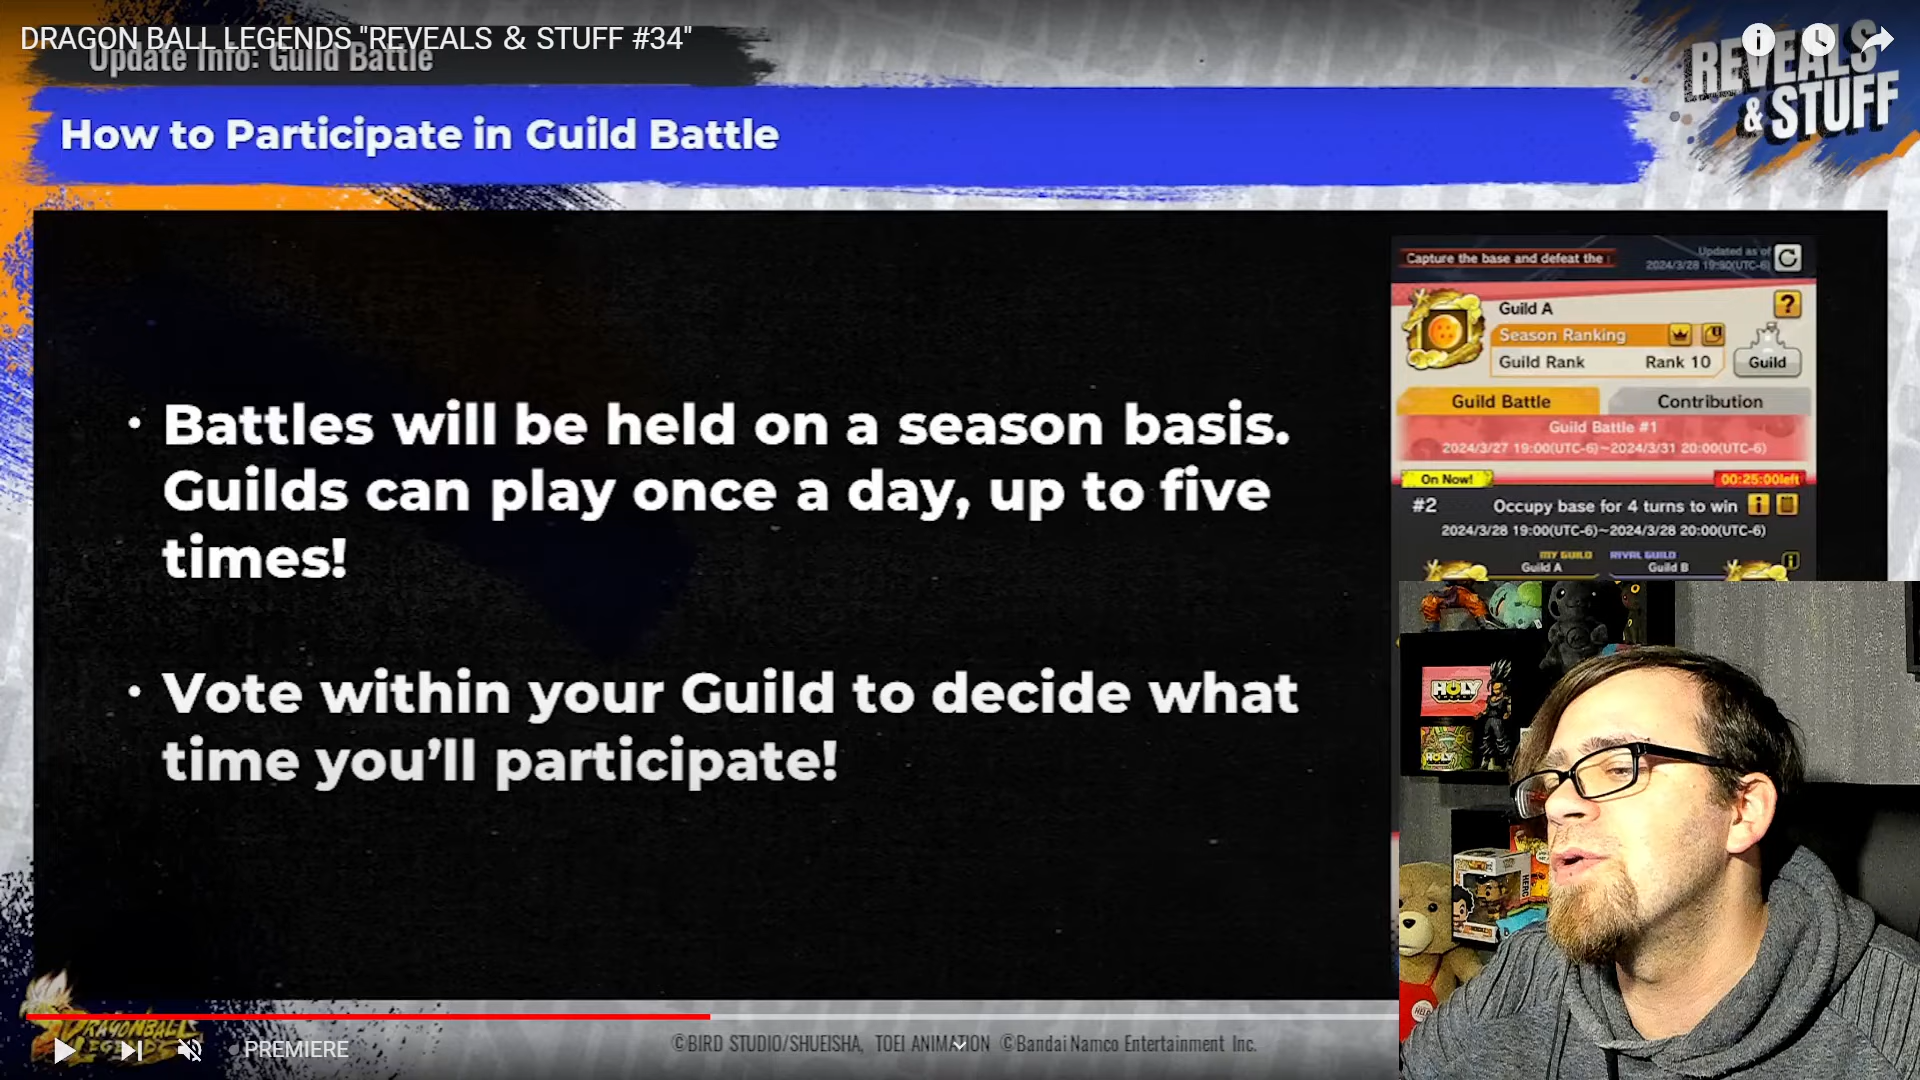 DRAGON BALL LEGENDS "REVEALS & STUFF #34"
Update Info: Guild Battle
REVEALS
& STUFF
How to Participate in Guild Battle
Capture the base and defeat the
Updated as of
2024/3/28 19:30(UTC-6)
Guild A
?
Season Ranking
Guild Rank Rank 10
Guild
Guild Battle Contribution
Guild Battle #1
2024/3/27 19:00(UTC-6)~2024/3/31 20:00(UTC-6)
On Now! 00:25:00left
#2 Occupy base for 4 turns to win
2024/3/28 19:00(UTC-6)~2024/3/28 20:00(UTC-6)
MY GUILD RIVAL GUILD
Guild A Guild B
· Battles will be held on a season basis.
Guilds can play once a day, up to five
times!
· Vote within your Guild to decide what
time you'll participate!
HOLY
HOLY
DRAGONBALL
LEGENDS
PREMIERE
©BIRD STUDIO/SHUEISHA, TOEI ANIMATION ©Bandai Namco Entertainment Inc.